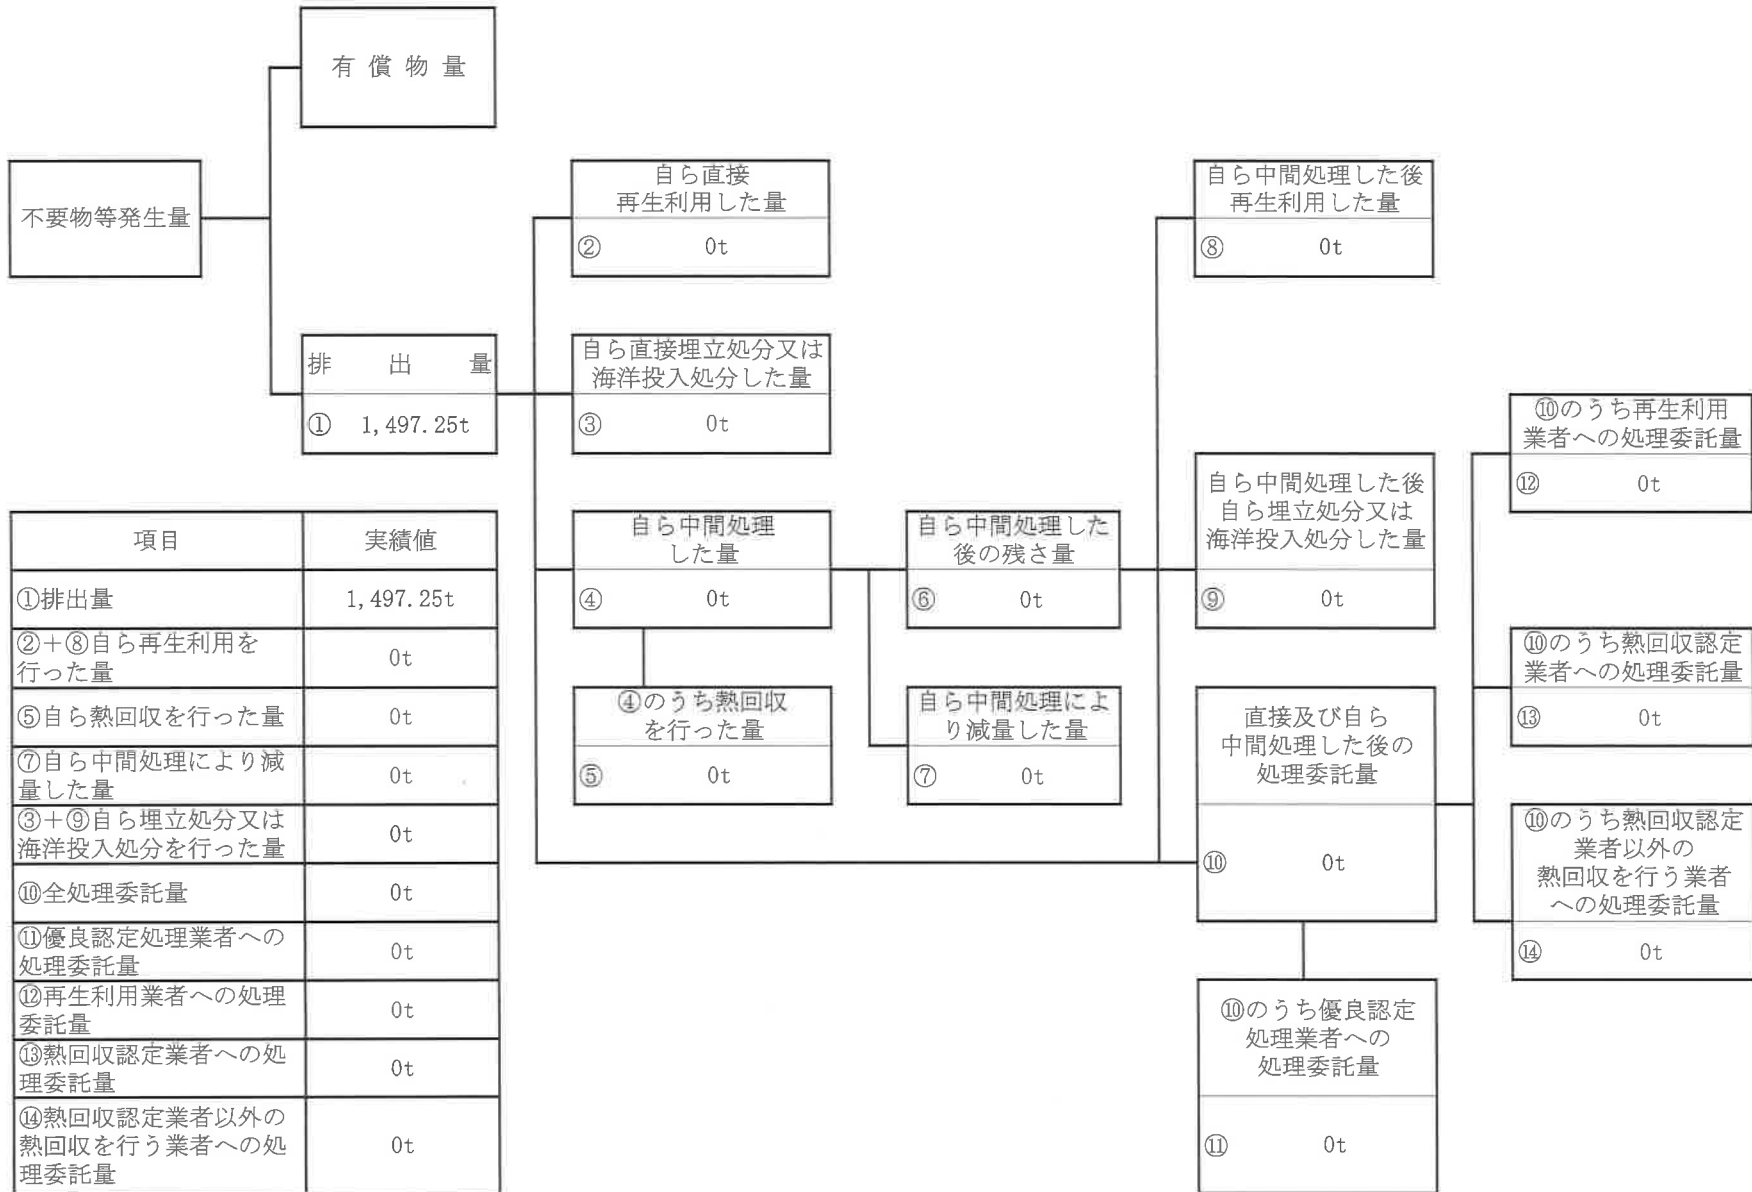 有償物量
不要物等発生量
排出量
① 1,497.25t
自ら直接
再生利用した量
② 0t
自ら直接埋立処分又は
海洋投入処分した量
③ 0t
自ら中間処理
した量
④ 0t
④のうち熱回収
を行った量
⑤ 0t
自ら中間処理した
後の残さ量
⑥ 0t
自ら中間処理によ
り減量した量
⑦ 0t
自ら中間処理した後
再生利用した量
⑧ 0t
自ら中間処理した後
自ら埋立処分又は
海洋投入処分した量
⑨ 0t
直接及び自ら
中間処理した後の
処理委託量
⑩ 0t
⑩のうち優良認定
処理業者への
処理委託量
⑪ 0t
⑩のうち再生利用
業者への処理委託量
⑫ 0t
⑩のうち熱回収認定
業者への処理委託量
⑬ 0t
⑩のうち熱回収認定
業者以外の
熱回収を行う業者
への処理委託量
⑭ 0t
項目 実績値
①排出量 1,497.25t
②+⑧自ら再生利用を
行った量 0t
⑤自ら熱回収を行った量 0t
⑦自ら中間処理により減
量した量 0t
③+⑨自ら埋立処分又は
海洋投入処分を行った量 0t
⑩全処理委託量 0t
⑪優良認定処理業者への
処理委託量 0t
⑫再生利用業者への処理
委託量 0t
⑬熱回収認定業者への処
理委託量 0t
⑭熱回収認定業者以外の
熱回収を行う業者への処
理委託量 0t